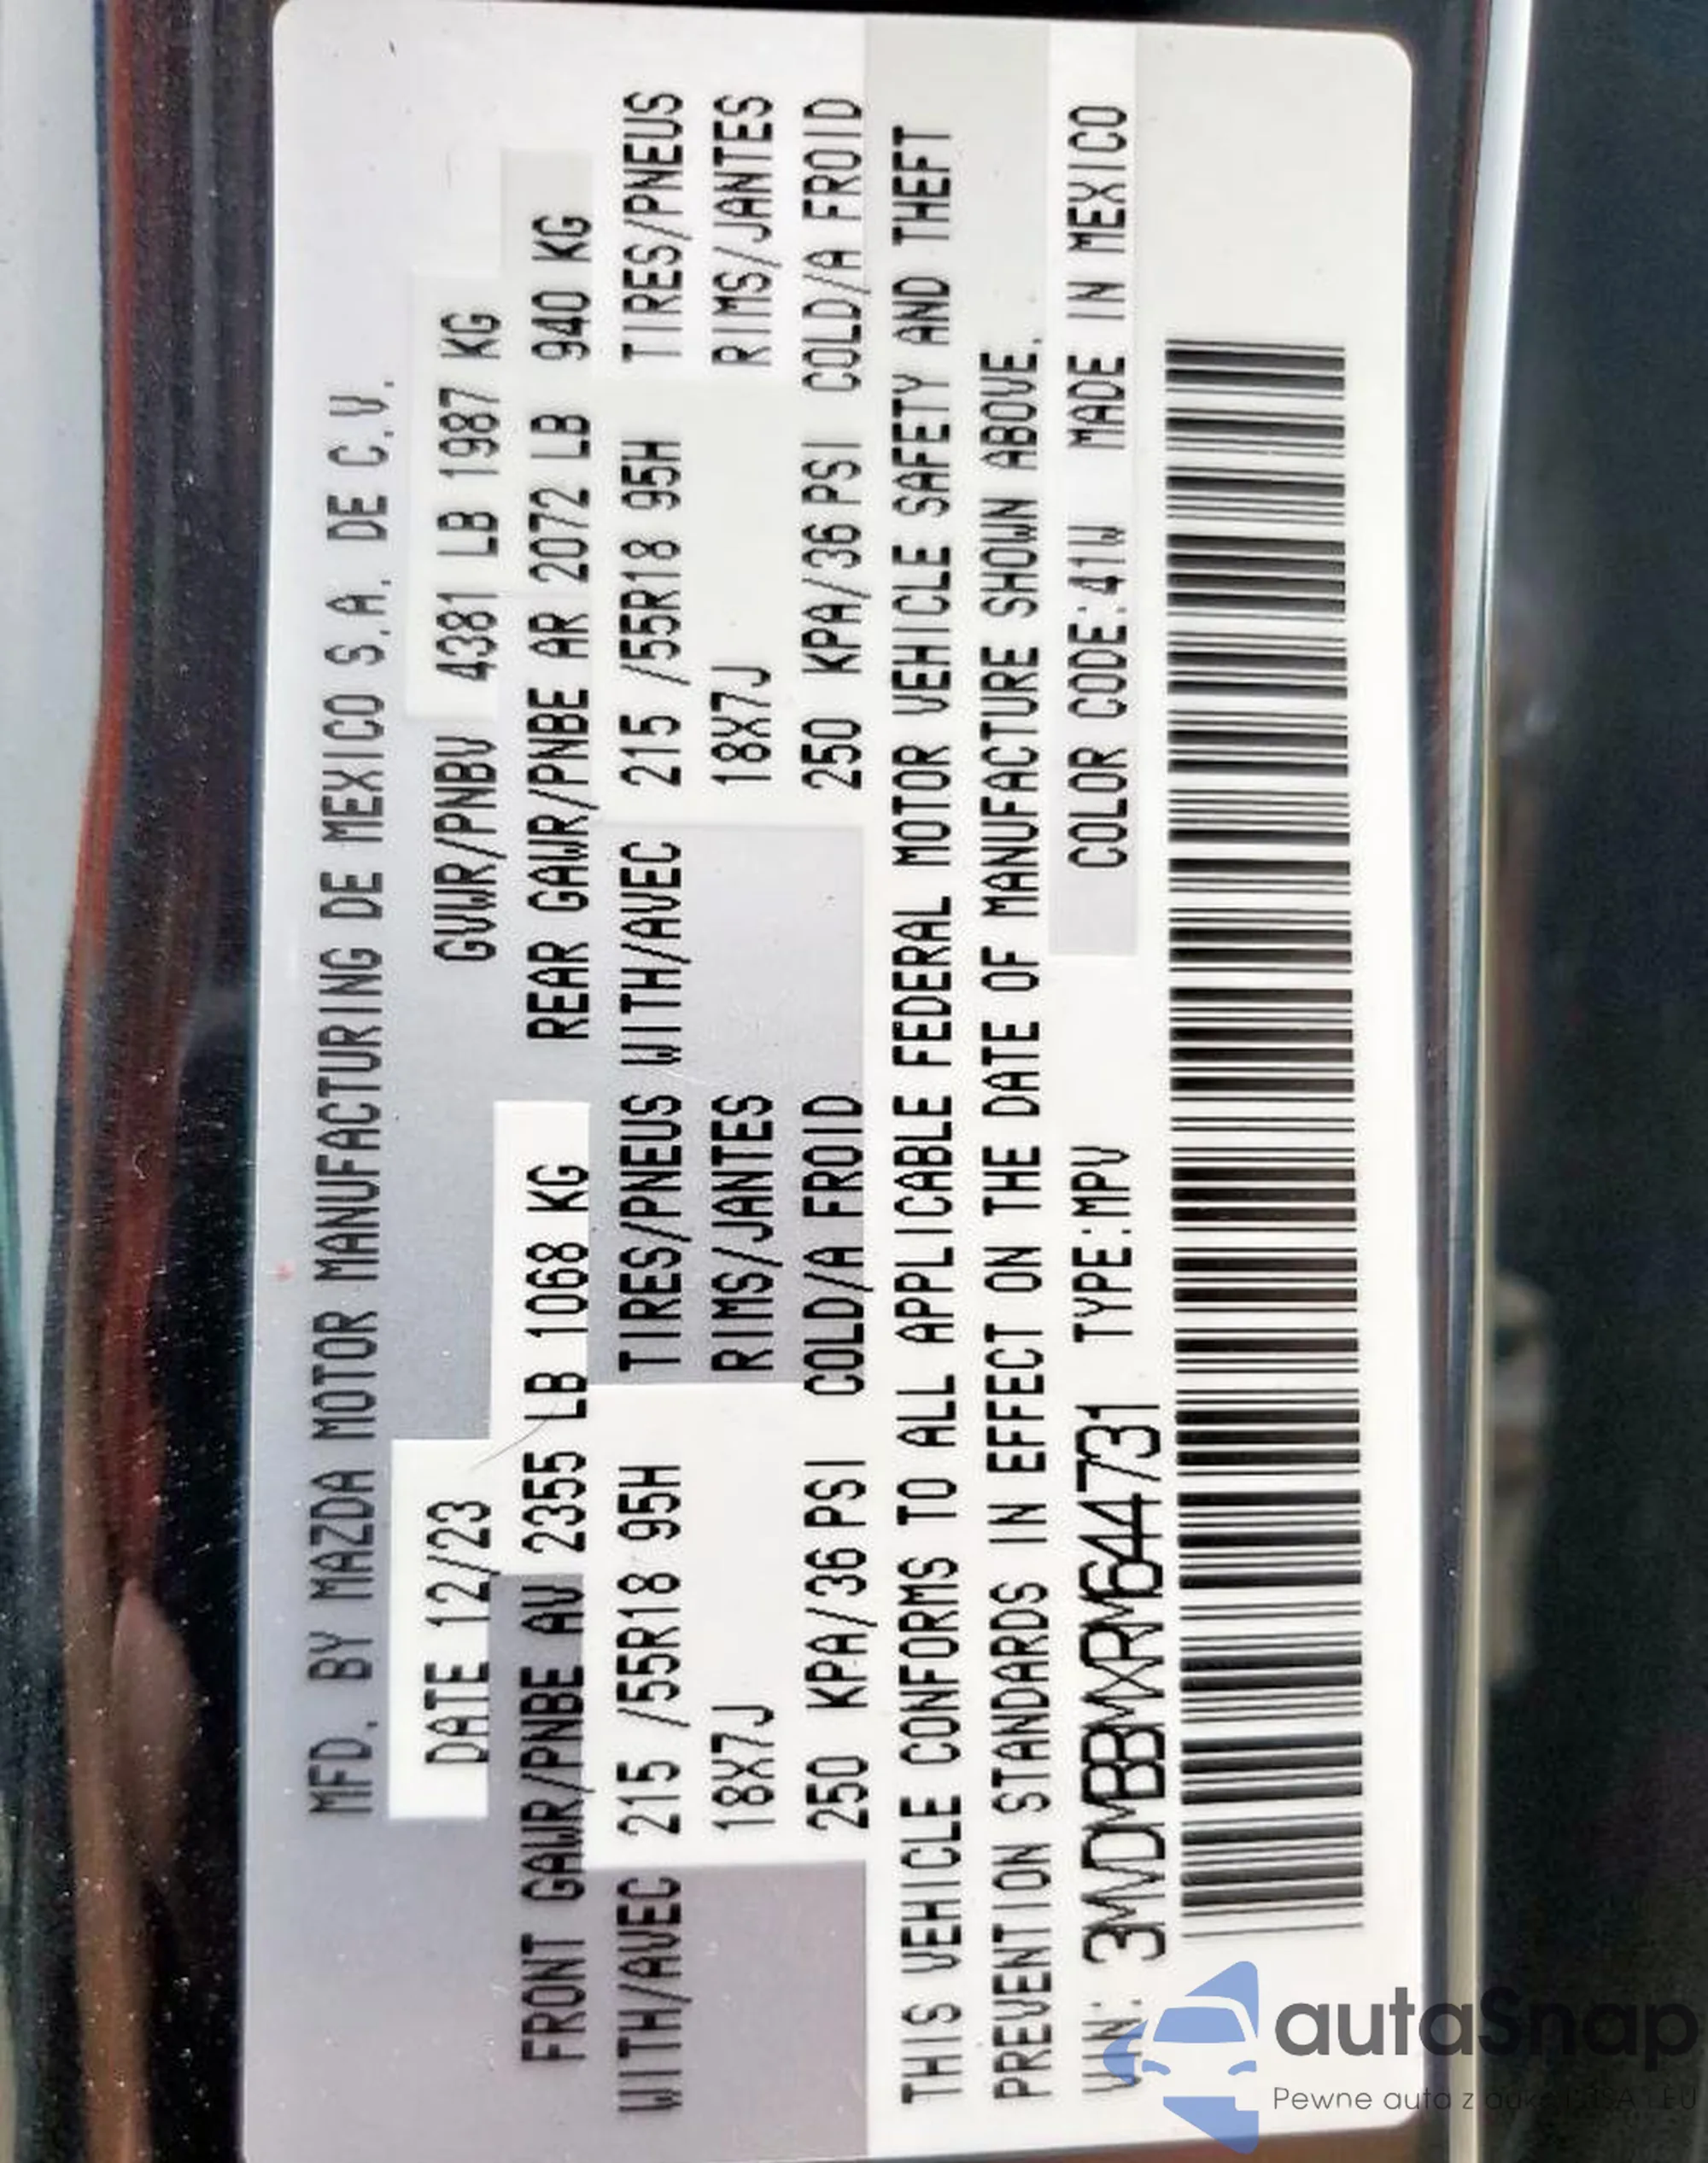 MFD. BY MAZDA MOTOR MANUFACTURING DE MEXICO S.A. DE C.V.
DATE 12/23 GVWR/PNBV 4381 LB 1987 KG
FRONT GAWR/PNBE AV 2355 LB 1068 KG REAR GAWR/PNBE AR 2072 LB 940 KG
WITH/AVEC 215 /55R18 95H TIRES/PNEUS WITH/AVEC 215 /55R18 95H TIRES/PNEUS
18X7J RIMS/JANTES 18X7J RIMS/JANTES
250 KPA/36 PSI COLD/A FROID 250 KPA/36 PSI COLD/A FROID
THIS VEHICLE CONFORMS TO ALL APPLICABLE FEDERAL MOTOR VEHICLE SAFETY AND THEFT
PREVENTION STANDARDS IN EFFECT ON THE DATE OF MANUFACTURE SHOWN ABOVE.
VIN: 3MVDMBBMXRM644731 TYPE:MPV COLOR CODE:41W MADE IN MEXICO
autaSnap
Pewne auta z aukcji USA i EU